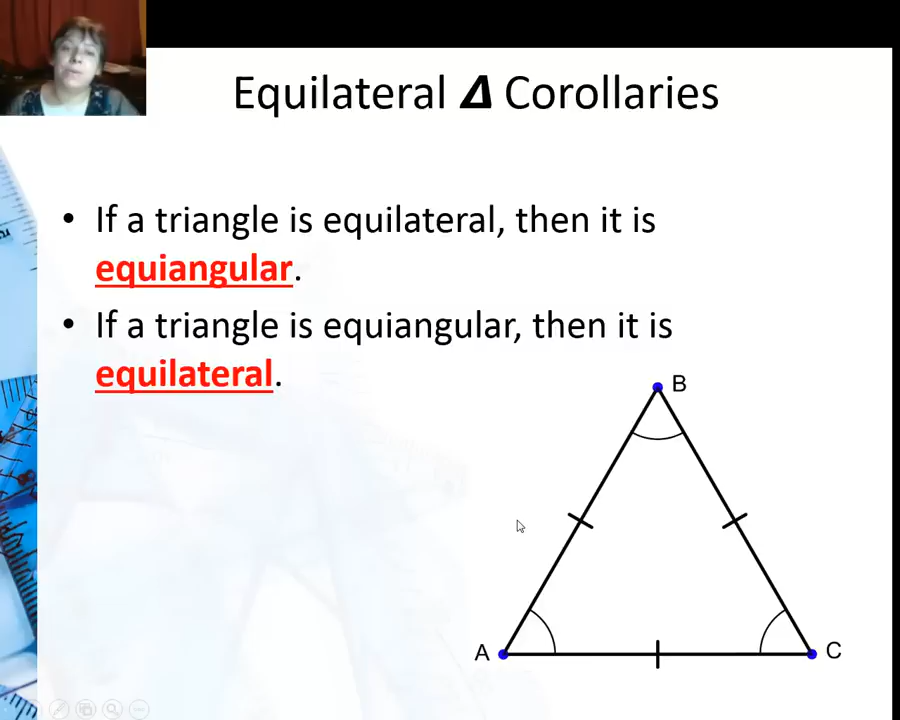 Equilateral Δ Corollaries
• If a triangle is equilateral, then it is
equiangular.
• If a triangle is equiangular, then it is
equilateral.
B
A
C